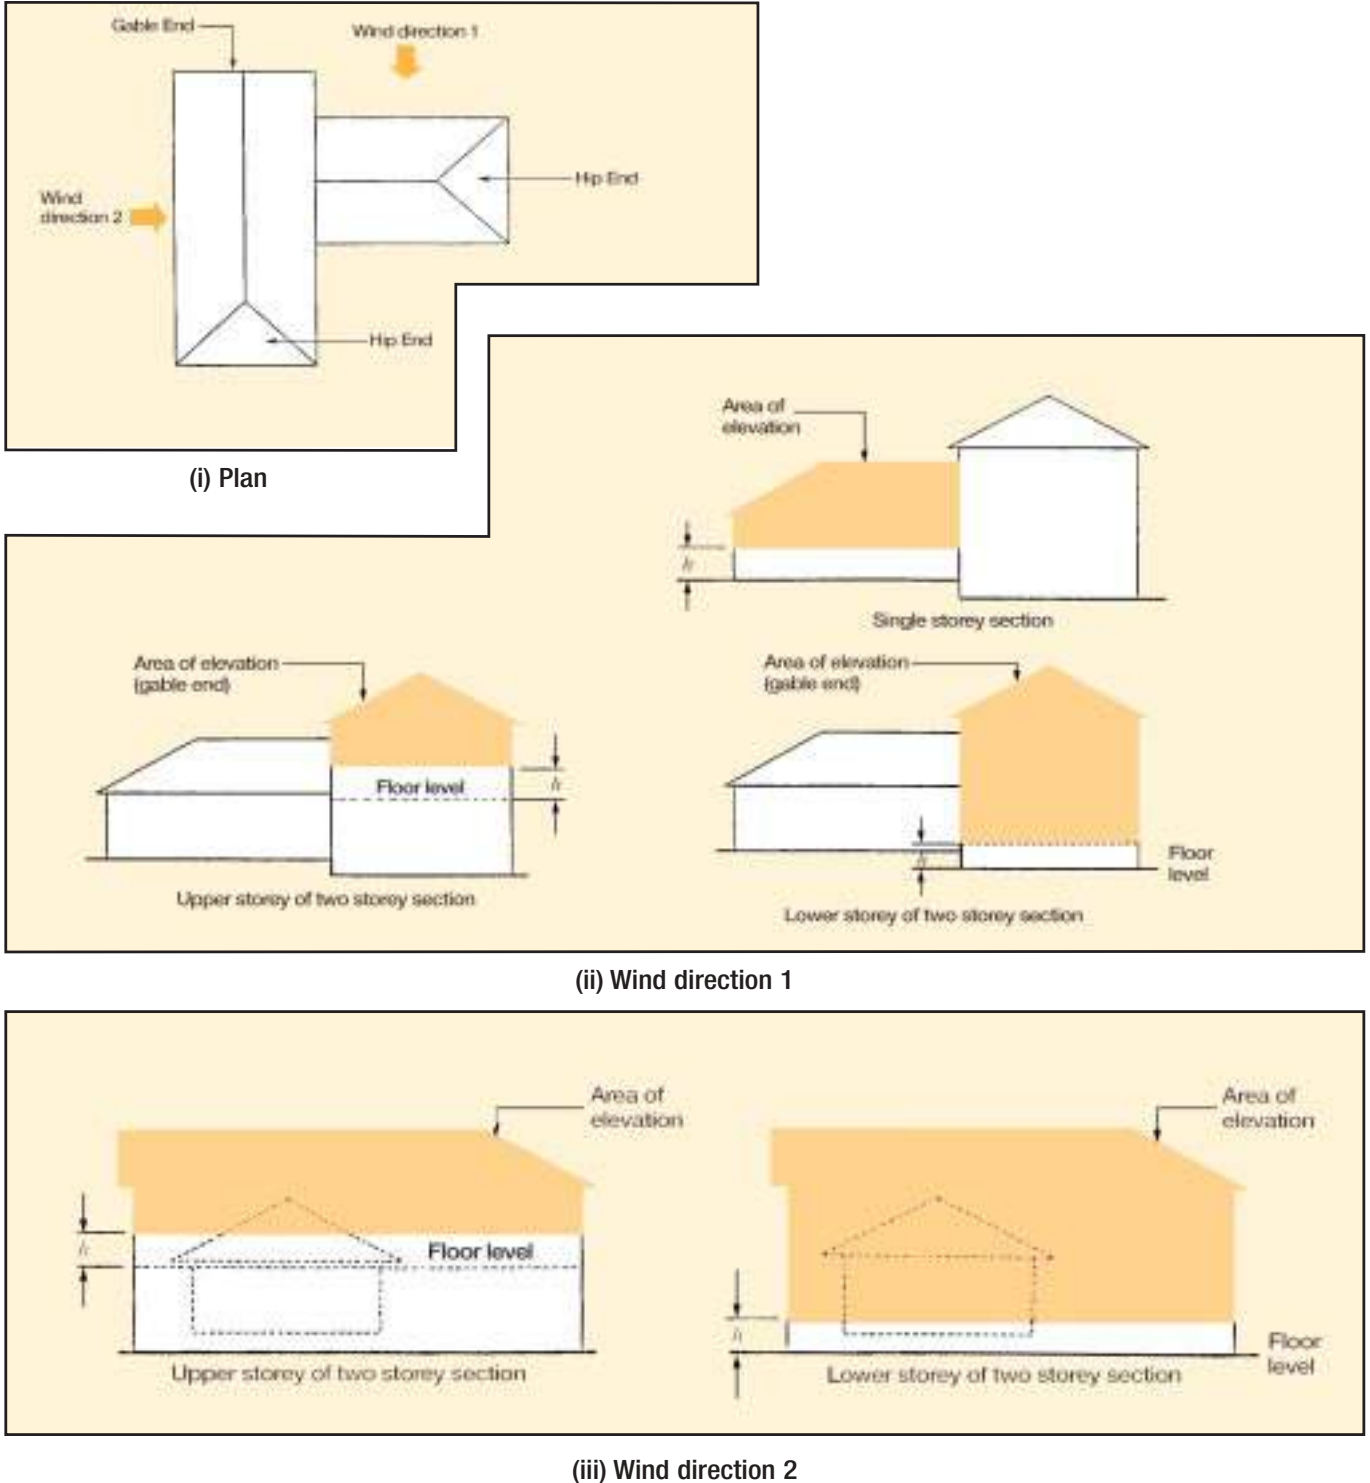 Gable End
Wind direction 1
Wind
direction 2
Hip End
Hip End
(i) Plan
Area of
elevation
h
Single storey section
Area of elevation
(gable end)
Floor level
h
Upper storey of two storey section
Area of elevation
(gable end)
h
Floor
level
Lower storey of two storey section
(ii) Wind direction 1
Area of
elevation
h
Floor level
Upper storey of two storey section
Area of
elevation
h
Floor
level
Lower storey of two storey section
(iii) Wind direction 2